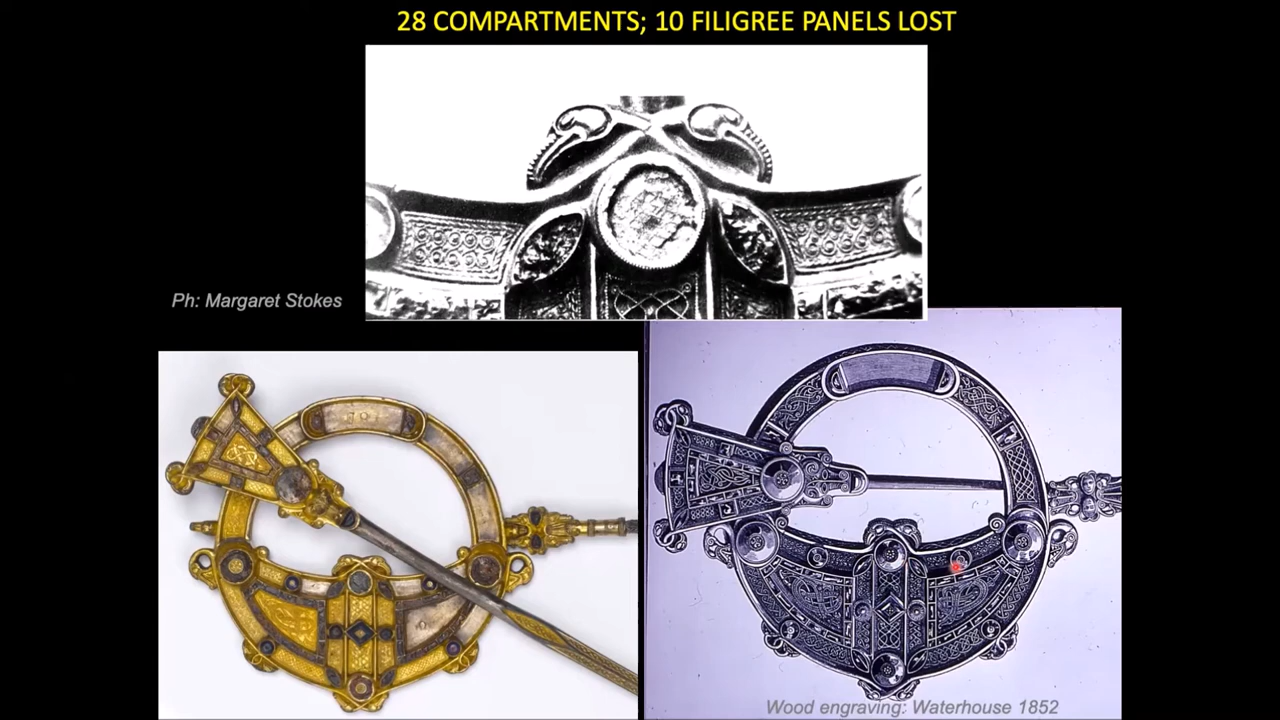 28 COMPARTMENTS; 10 FILIGREE PANELS LOST
Ph: Margaret Stokes
Wood engraving: Waterhouse 1852